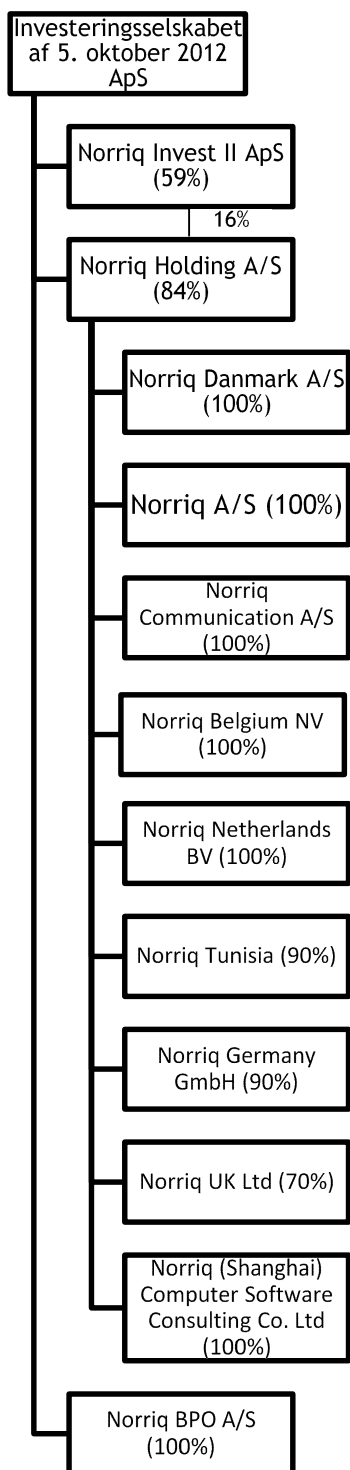 Investeringsselskabet
af 5. oktober 2012
ApS
Norriq Invest II ApS
(59%)
16%
Norriq Holding A/S
(84%)
Norriq Danmark A/S
(100%)
Norriq A/S (100%)
Norriq
Communication A/S
(100%)
Norriq Belgium NV
(100%)
Norriq Netherlands
BV (100%)
Norriq Tunisia (90%)
Norriq Germany
GmbH (90%)
Norriq UK Ltd (70%)
Norriq (Shanghai)
Computer Software
Consulting Co. Ltd
(100%)
Norriq BPO A/S
(100%)